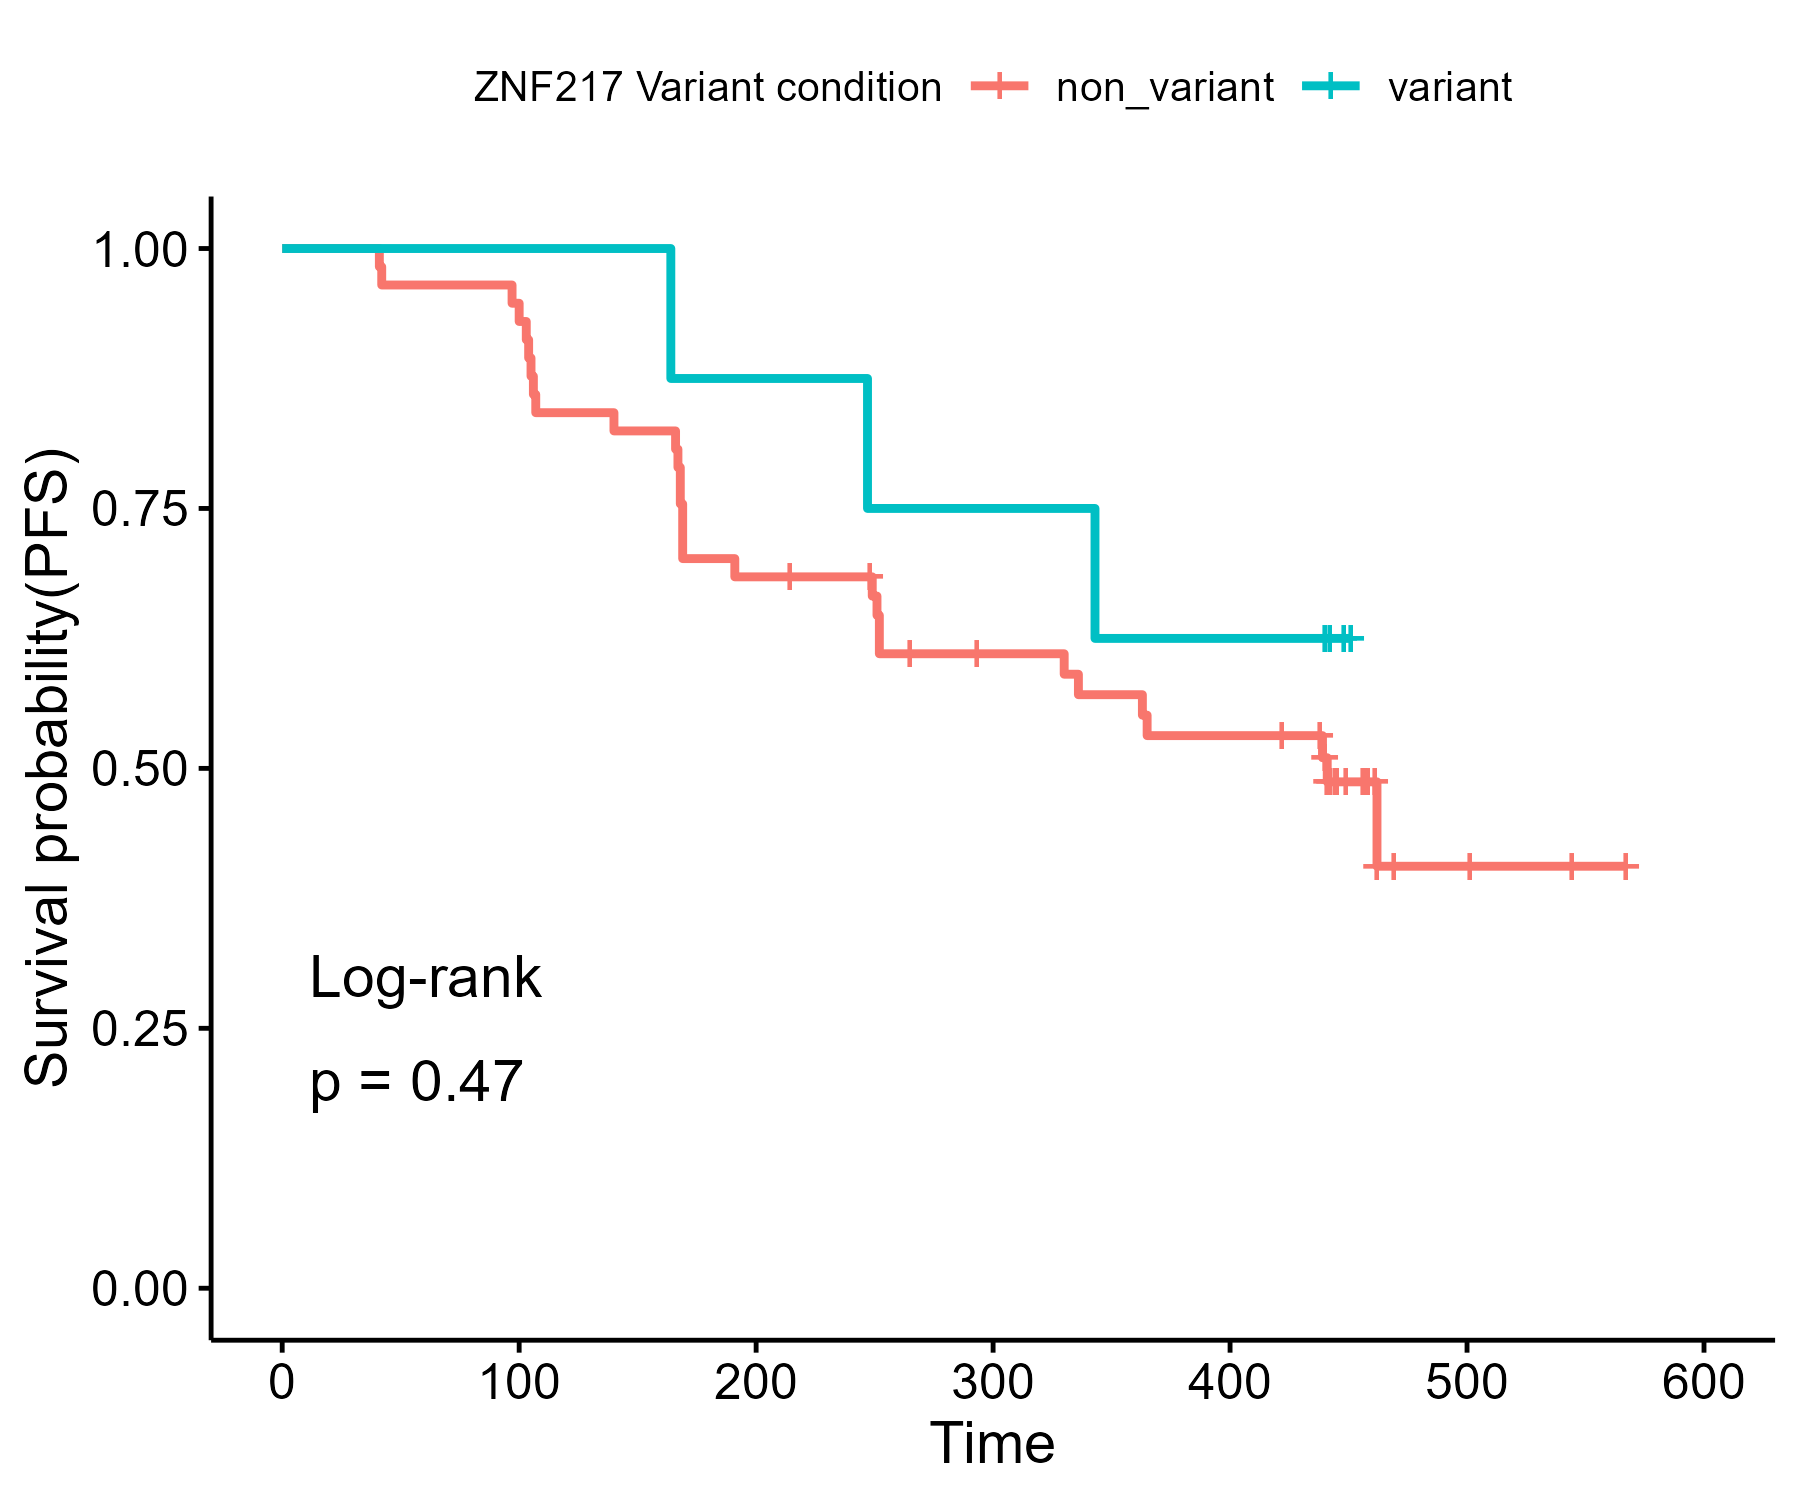 ZNF217 Variant condition non_variant variant
1.00
0.75
0.50
0.25
0.00
Survival probability(PFS)
Log-rank
p = 0.47
0 100 200 300 400 500 600
Time